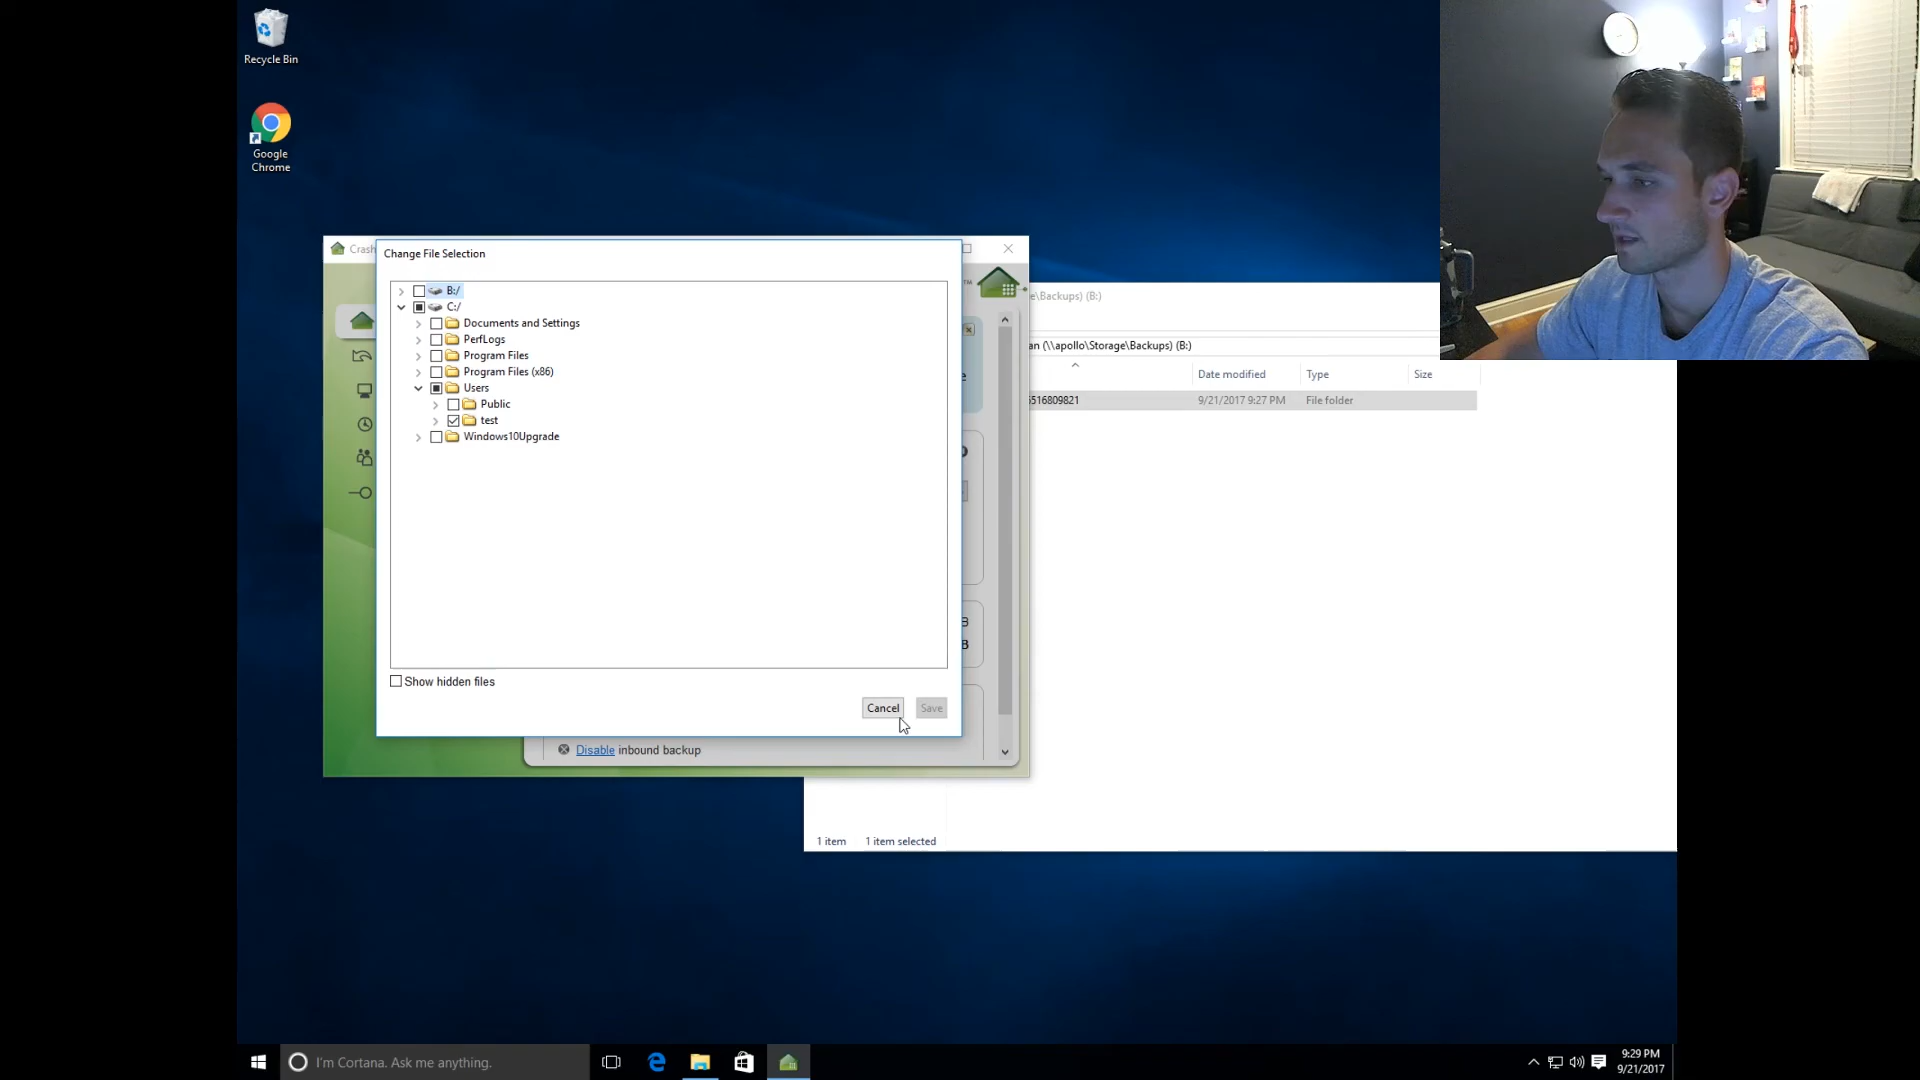 Recycle Bin
Google
Chrome
Crash
Change File Selection
B:/
C:/
Documents and Settings
PerfLogs
Program Files
Program Files (x86)
Users
Public
test
Windows10Upgrade
Show hidden files
Cancel
Save
Disable inbound backup
e\Backups) (B:)
an (\\apollo\Storage\Backups) (B:)
Date modified
Type
Size
516809821
9/21/2017 9:27 PM
File folder
1 item
1 item selected
I'm Cortana. Ask me anything.
9:29 PM
9/21/2017